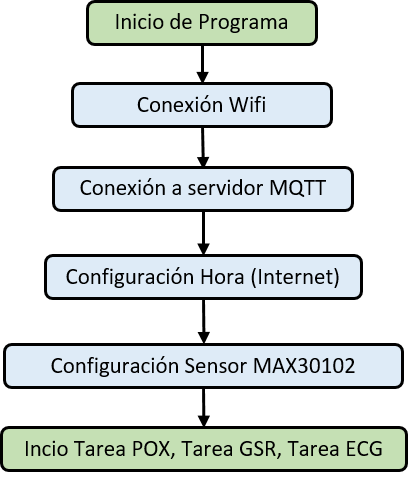 Inicio de Programa
Conexión Wifi
Conexión a servidor MQTT
Configuración Hora (Internet)
Configuración Sensor MAX30102
Incio Tarea POX, Tarea GSR, Tarea ECG